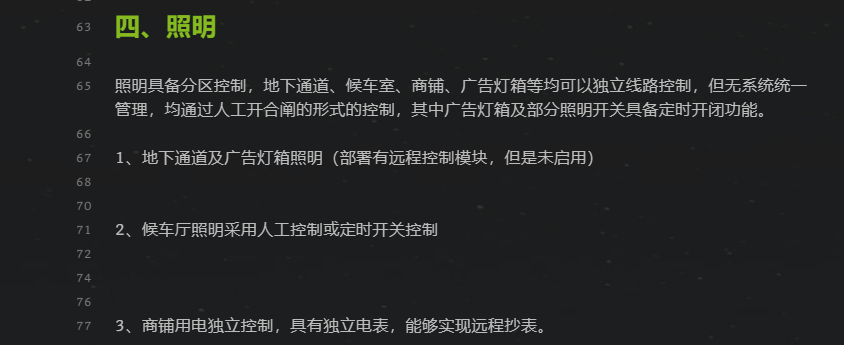 63 四、照明
64
65 照明具备分区控制，地下通道、候车室、商铺、广告灯箱等均可以独立线路控制，但无系统统一
管理，均通过人工开合阐的形式的控制，其中广告灯箱及部分照明开关具备定时开闭功能。
66
67 1、地下通道及广告灯箱照明（部署有远程控制模块，但是未启用）
68
70
71 2、候车厅照明采用人工控制或定时开关控制
72
74
76
77 3、商铺用电独立控制，具有独立电表，能够实现远程抄表。